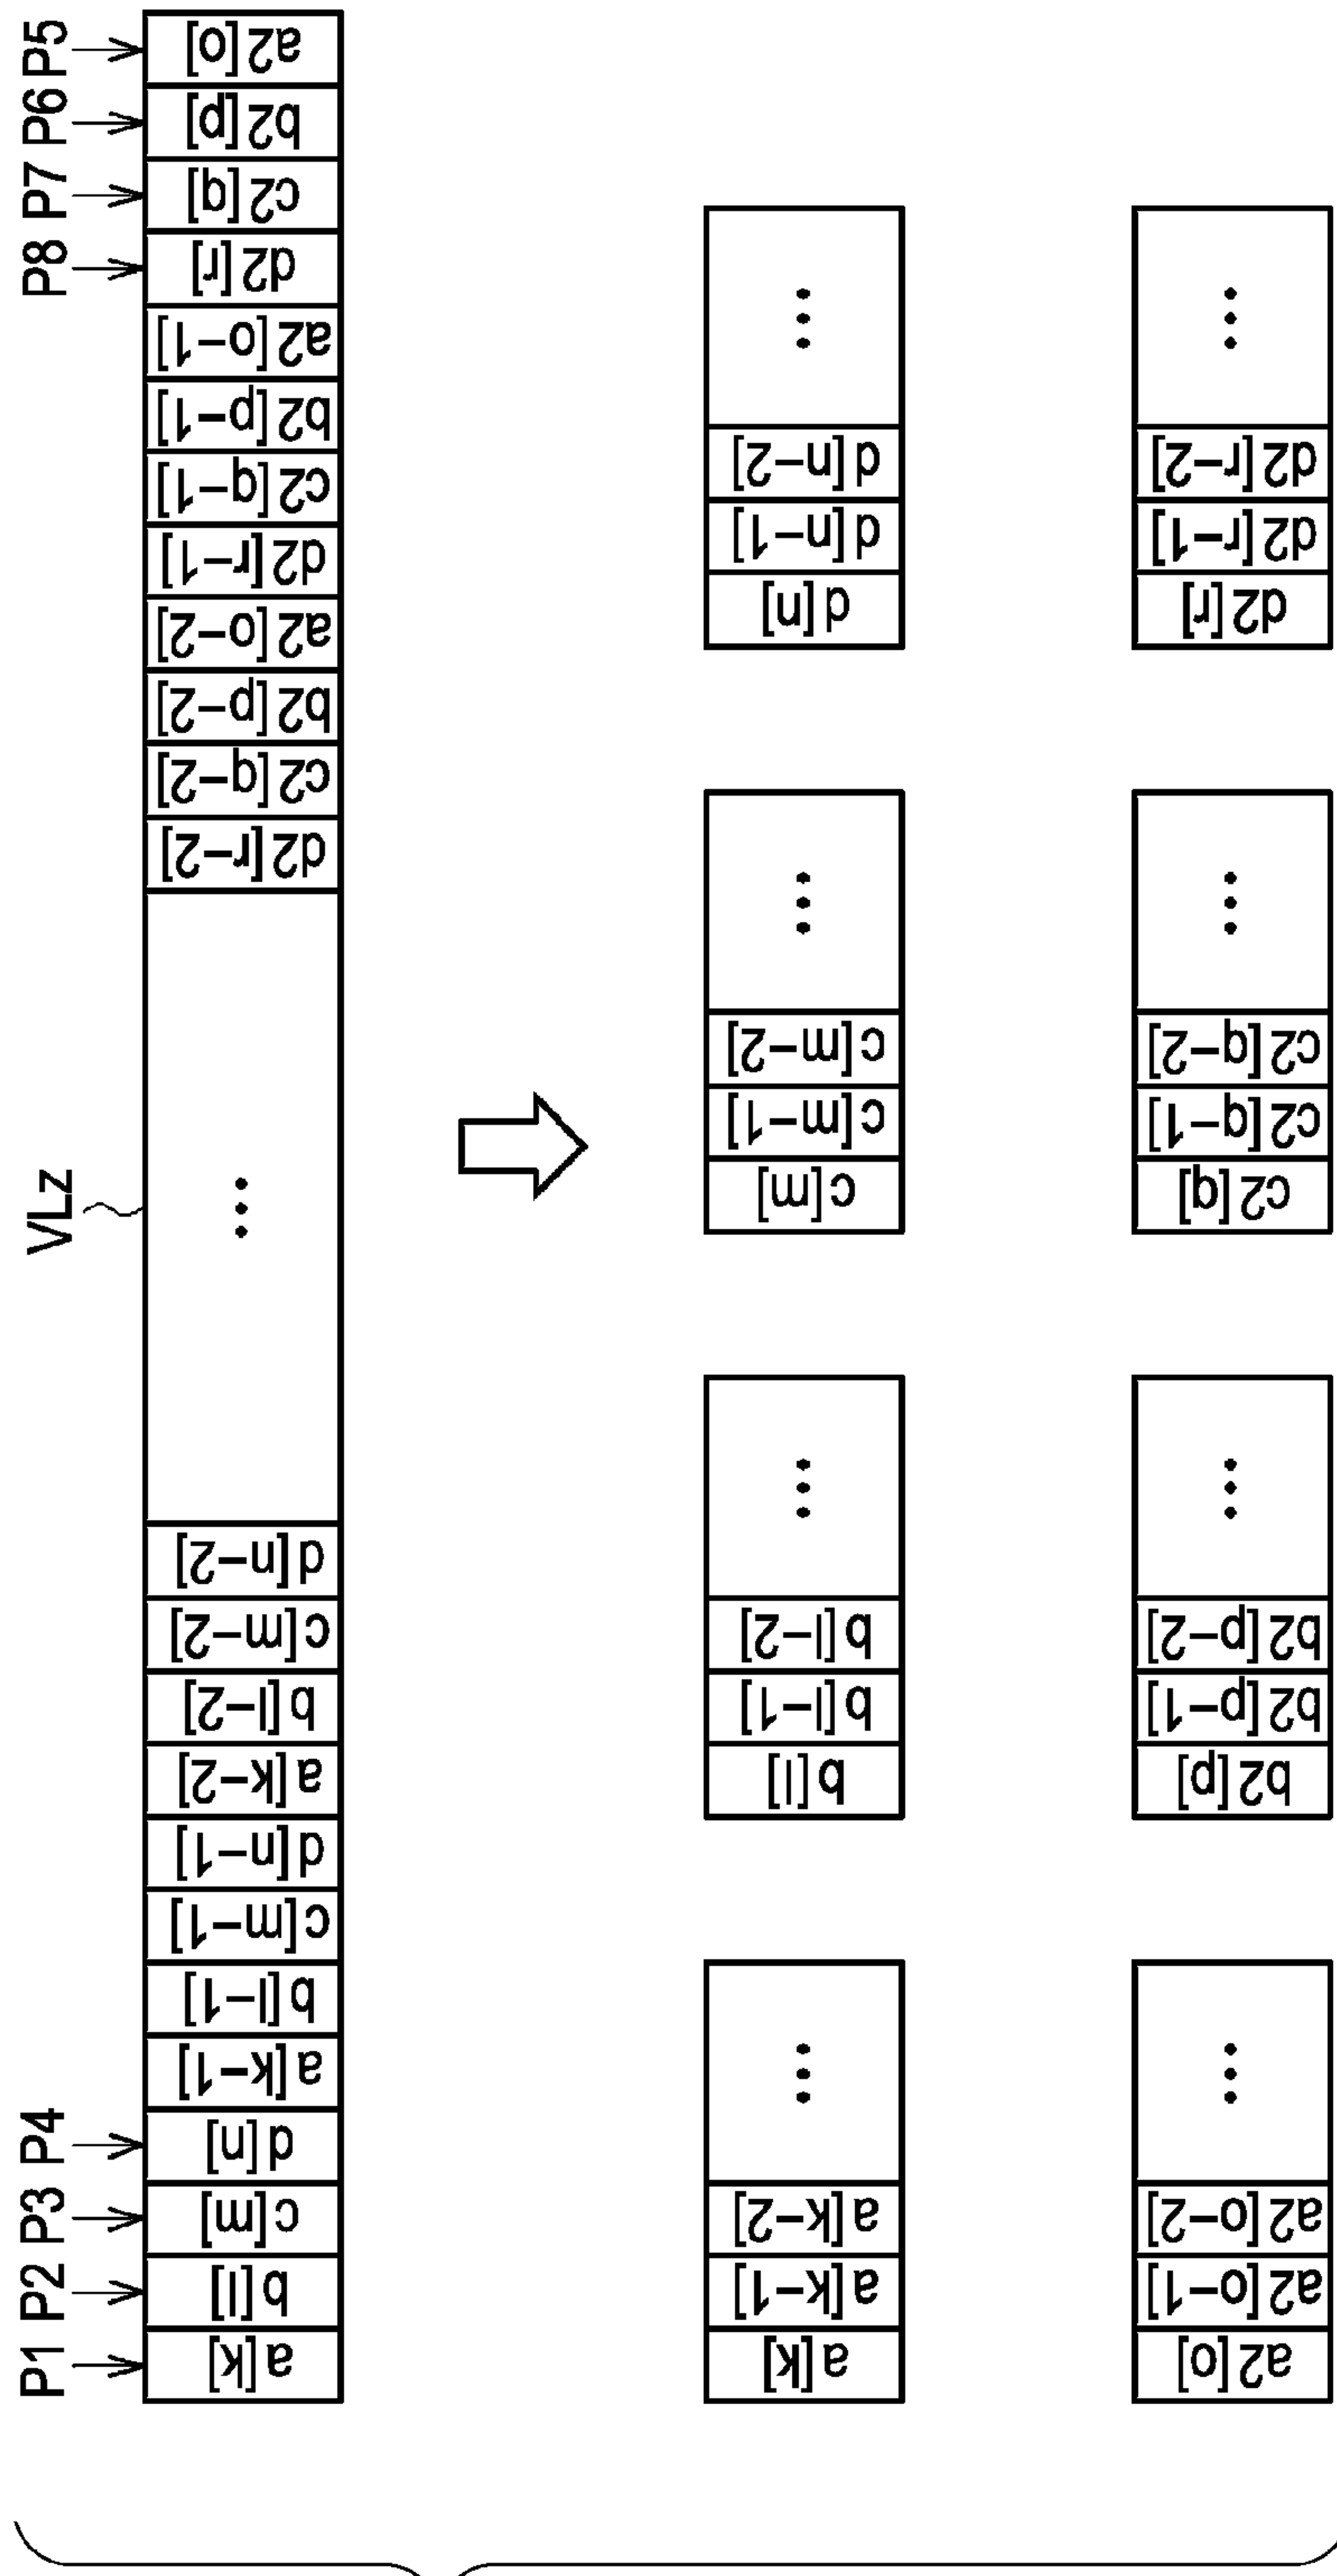 P1 P2 P3 P4 VLz P8 P7 P6 P5
a[k] b[l] c[m] d[n] a[k−1] b[l−1] c[m−1] d[n−1] a[k−2] b[l−2] c[m−2] d[n−2] ... d2[r−2] c2[q−2] b2[p−2] a2[o−2] d2[r−1] c2[q−1] b2[p−1] a2[o−1] d2[r] c2[q] b2[p] a2[o]
a[k] a[k−1] a[k−2] ... b[l] b[l−1] b[l−2] ... c[m] c[m−1] c[m−2] ... d[n] d[n−1] d[n−2] ...
a2[o] a2[o−1] a2[o−2] ... b2[p] b2[p−1] b2[p−2] ... c2[q] c2[q−1] c2[q−2] ... d2[r] d2[r−1] d2[r−2] ...